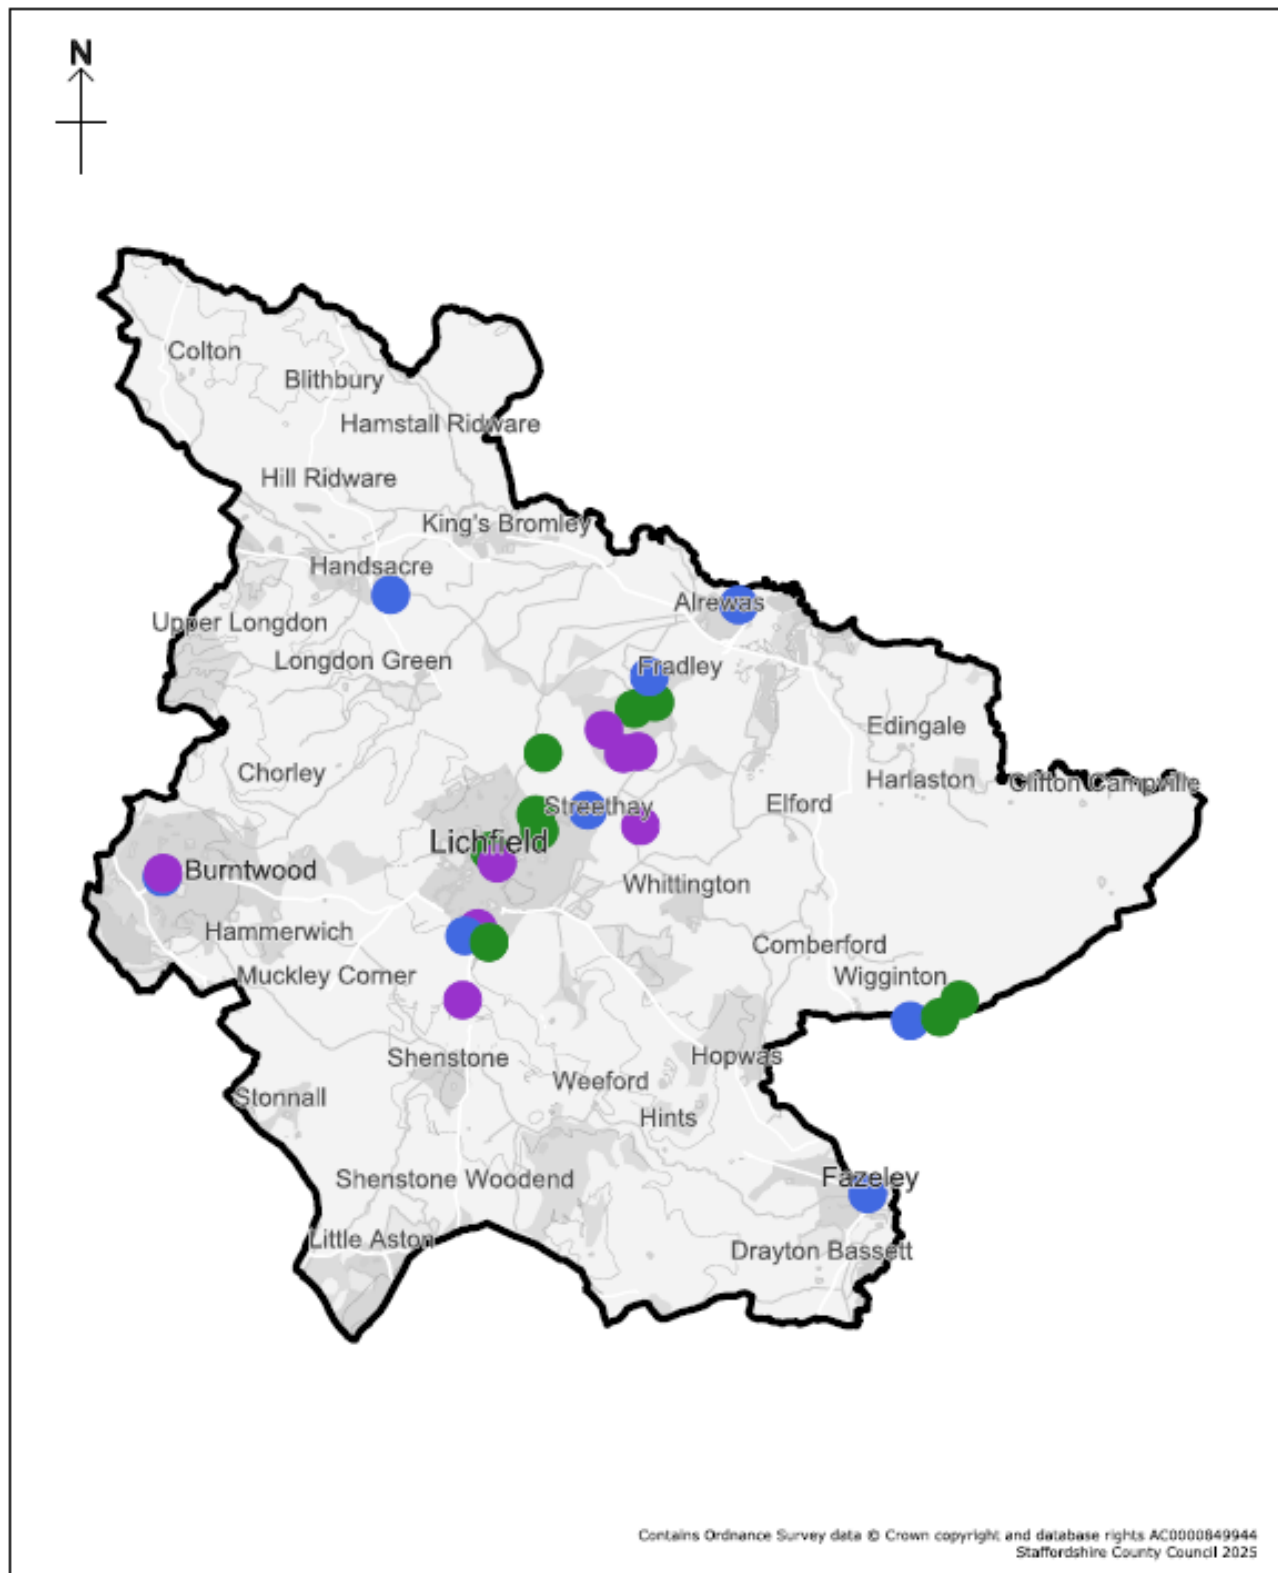 N
Colton
Blithbury
Hamstall Ridware
Hill Ridware
King's Bromley
Handsacre
Alrewas
Upper Longdon
Longdon Green
Fradley
Edingale
Chorley
Harlaston
Clifton Campville
Streethay
Elford
Lichfield
Burntwood
Whittington
Hammerwich
Comberford
Muckley Corner
Wigginton
Shenstone
Hopwas
Weeford
Stonnall
Hints
Shenstone Woodend
Fazeley
Little Aston
Drayton Bassett
Contains Ordnance Survey data © Crown copyright and database rights AC0000849944
Staffordshire County Council 2025